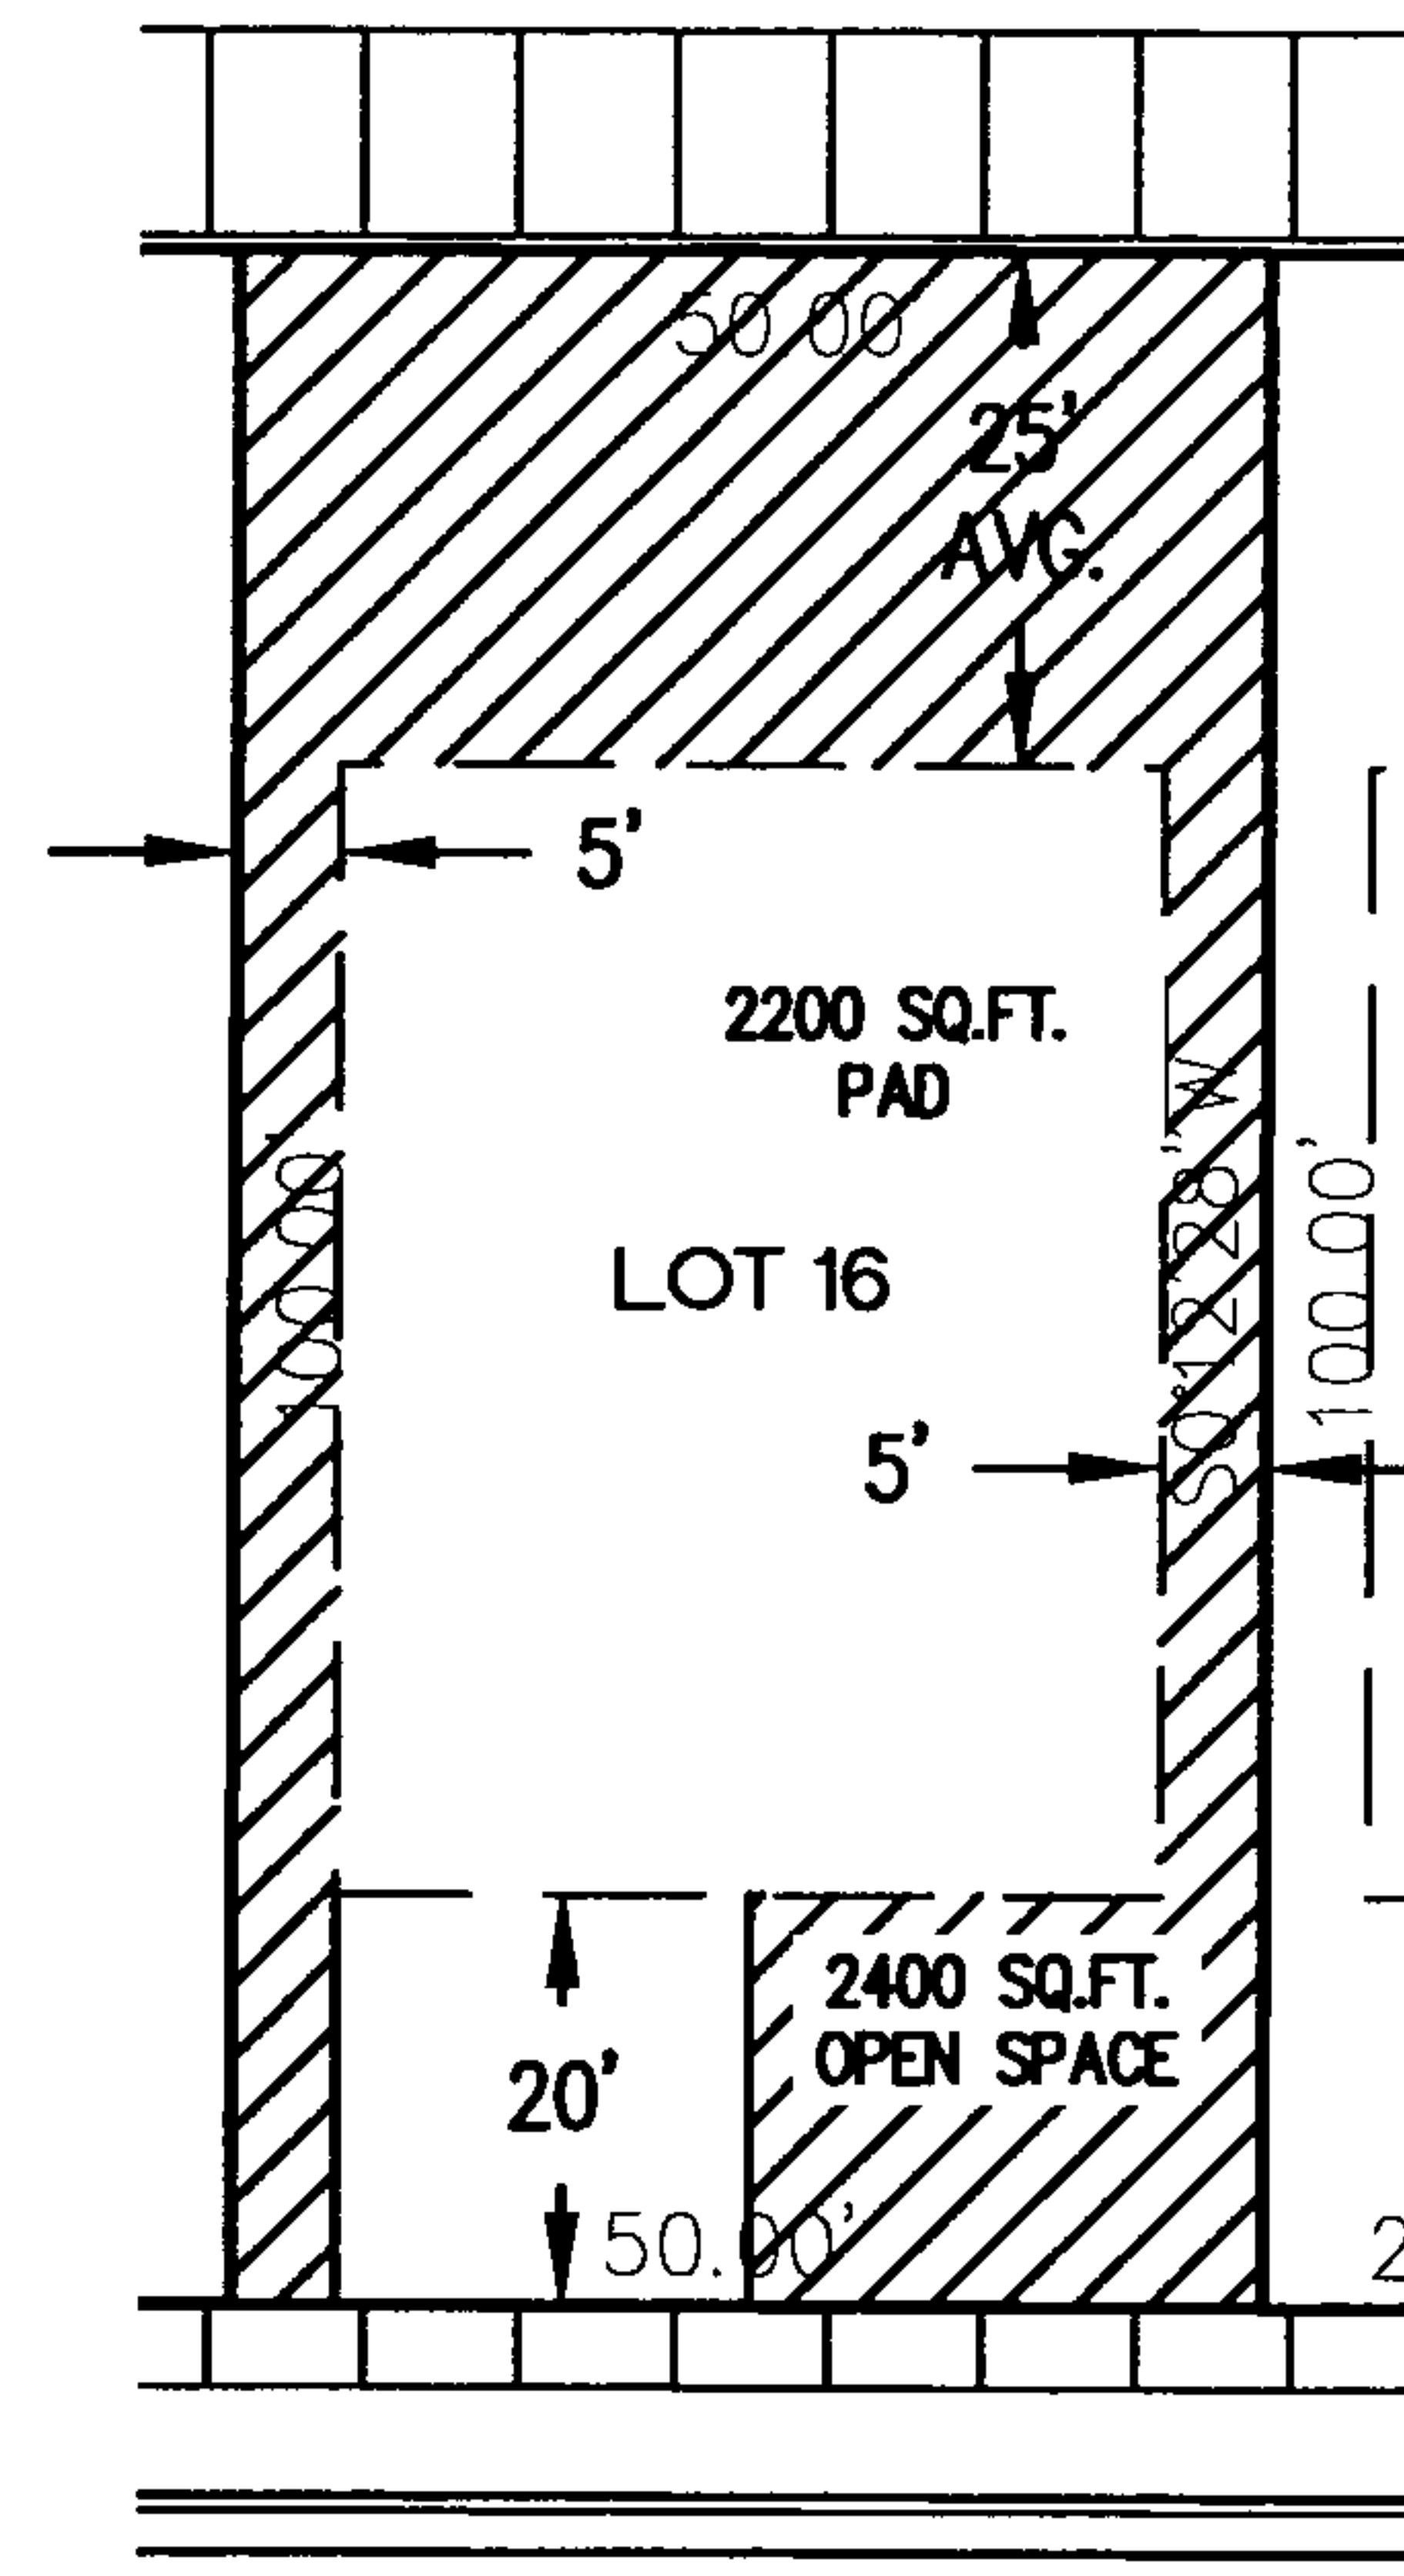 50.00
25'
AVG.
5'
2200 SQ.FT.
PAD
100.00'
LOT 16
S0°12'28"W
100.00'
5'
2400 SQ.FT.
OPEN SPACE
20'
50.00'
2